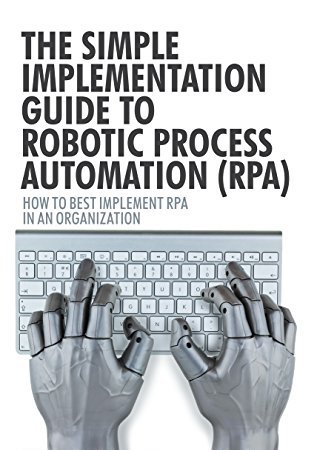 THE SIMPLE
IMPLEMENTATION
GUIDE TO
ROBOTIC PROCESS
AUTOMATION (RPA)
HOW TO BEST IMPLEMENT RPA
IN AN ORGANIZATION